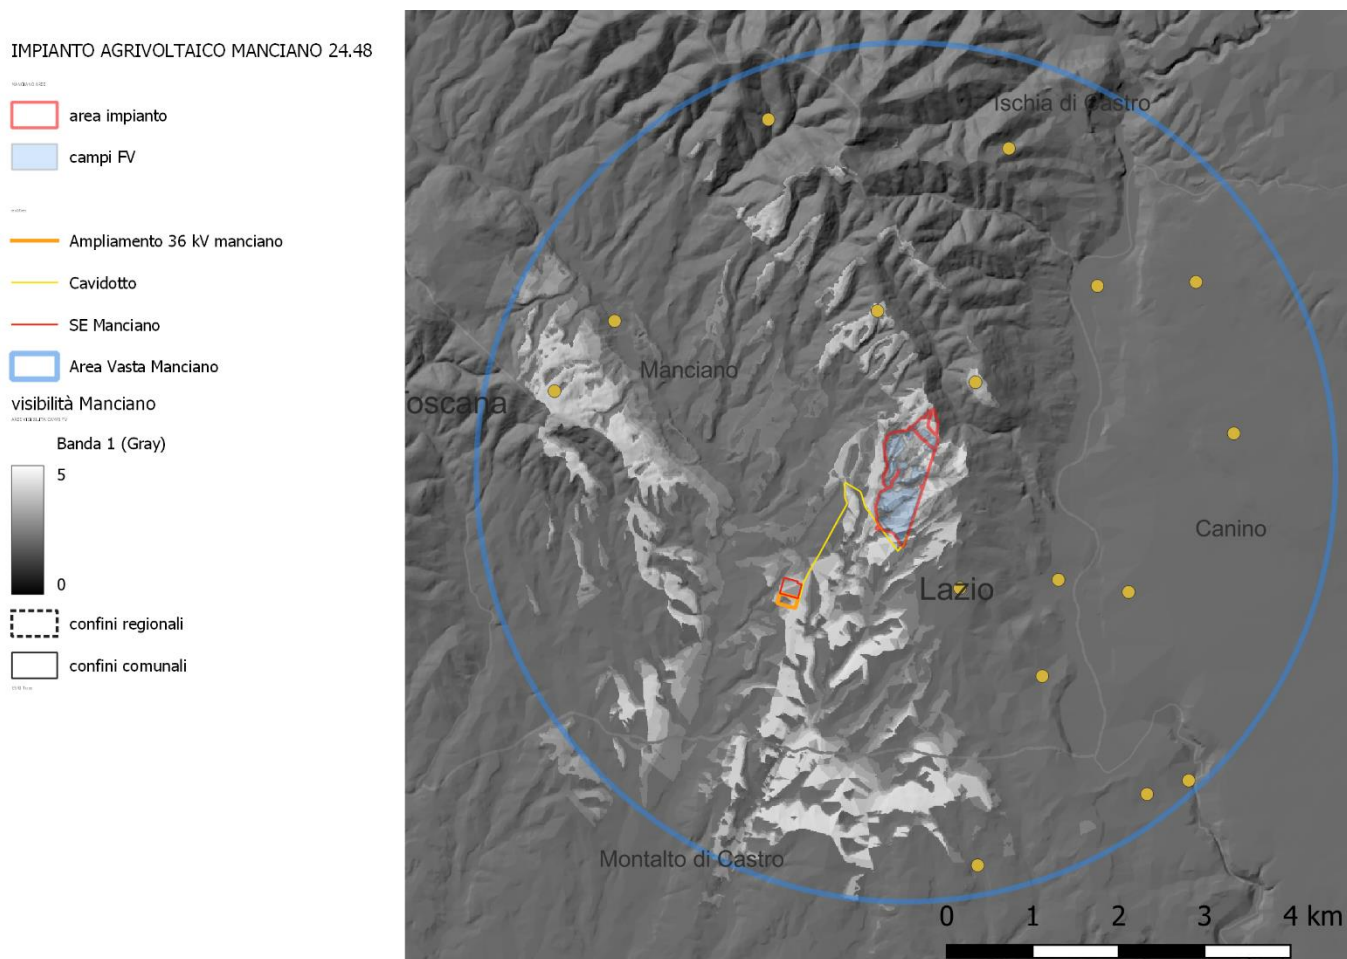 IMPIANTO AGRIVOLTAICO MANCIANO 24.48
area impianto
campi FV
Ampliamento 36 kV manciano
Cavidotto
SE Manciano
Area Vasta Manciano
visibilità Manciano
Banda 1 (Gray)
5
0
confini regionali
confini comunali
Ischia di Castro
Manciano
oscana
Canino
Lazio
Montalto di Castro
0 1 2 3 4 km